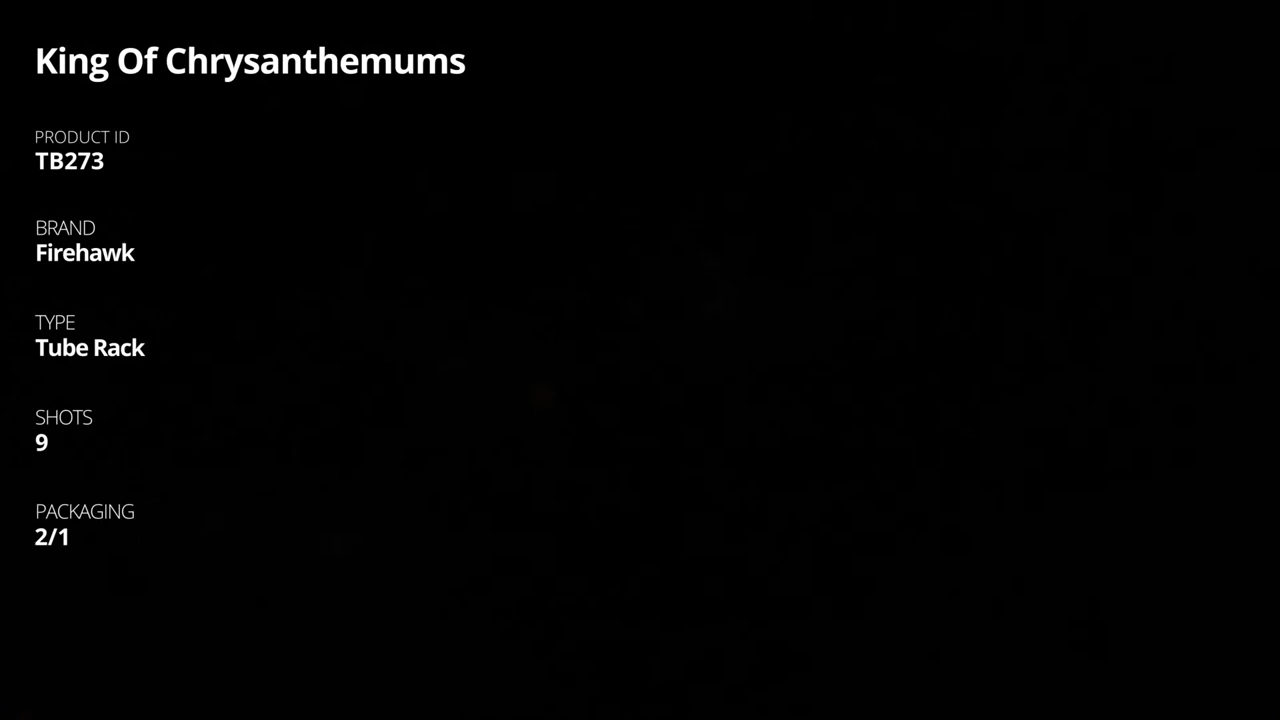 King Of Chrysanthemums
PRODUCT ID
TB273
BRAND
Firehawk
TYPE
Tube Rack
SHOTS
9
PACKAGING
2/1